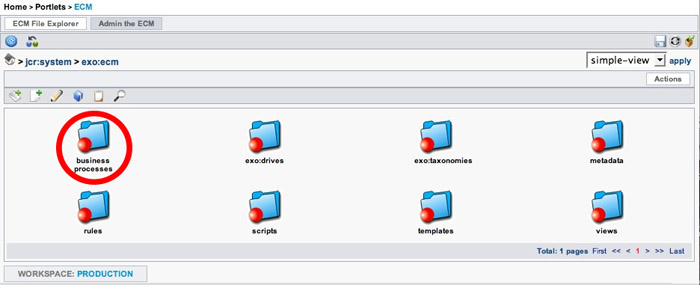 Home > Portlets > ECM
ECM File Explorer Admin the ECM
> jcr:system > exo:ecm
simple-view apply
Actions
business
processes
exo:drives
exo:taxonomies
metadata
rules
scripts
templates
views
Total: 1 pages First << < 1 > >> Last
WORKSPACE: PRODUCTION